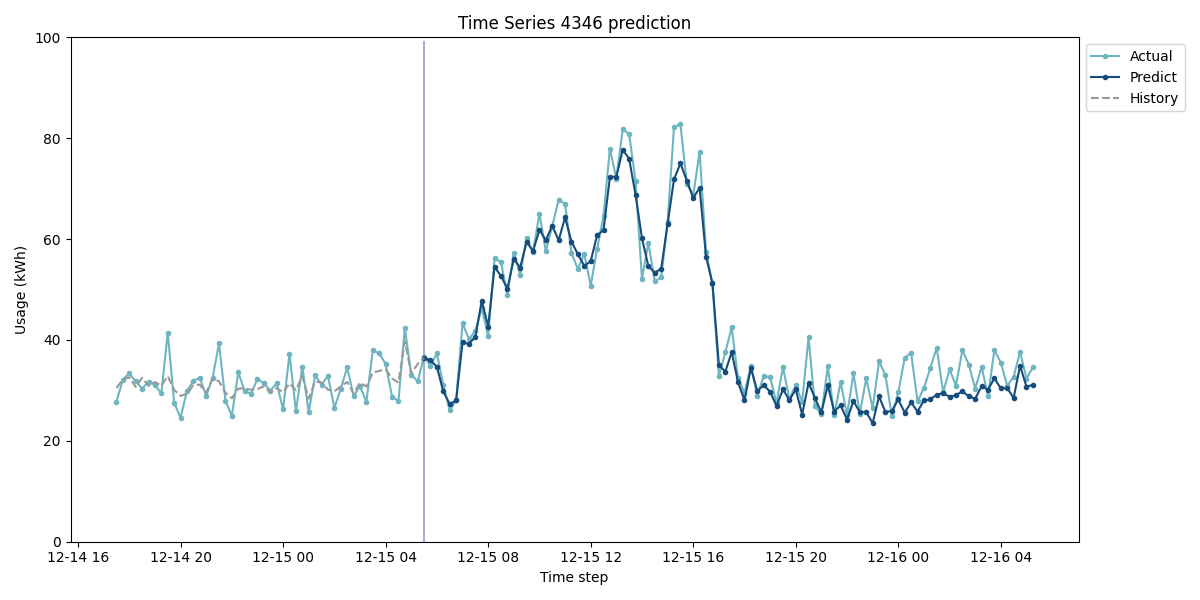 Time Series 4346 prediction
Usage (kWh)
100
80
60
40
20
0
12-14 16
12-14 20
12-15 00
12-15 04
12-15 08
12-15 12
12-15 16
12-15 20
12-16 00
12-16 04
Time step
Actual
Predict
History